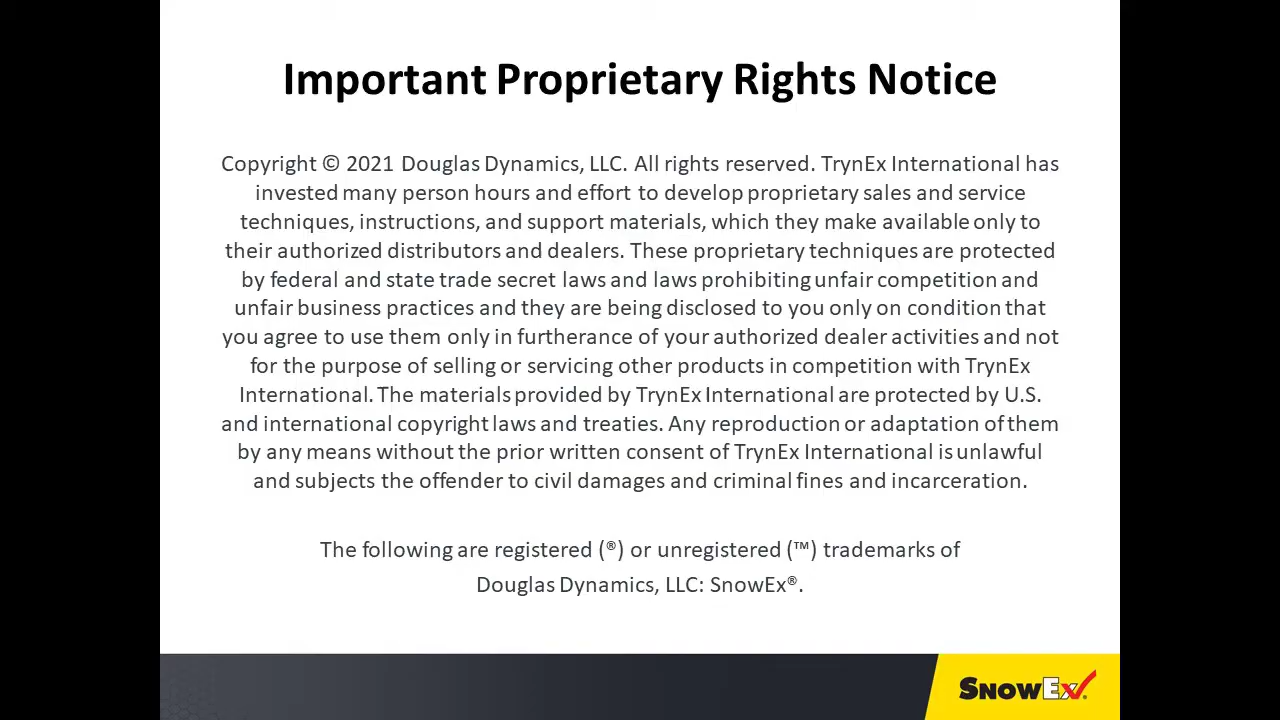 Important Proprietary Rights Notice
Copyright © 2021 Douglas Dynamics, LLC. All rights reserved. TrynEx International has
invested many person hours and effort to develop proprietary sales and service
techniques, instructions, and support materials, which they make available only to
their authorized distributors and dealers. These proprietary techniques are protected
by federal and state trade secret laws and laws prohibiting unfair competition and
unfair business practices and they are being disclosed to you only on condition that
you agree to use them only in furtherance of your authorized dealer activities and not
for the purpose of selling or servicing other products in competition with TrynEx
International. The materials provided by TrynEx International are protected by U.S.
and international copyright laws and treaties. Any reproduction or adaptation of them
by any means without the prior written consent of TrynEx International is unlawful
and subjects the offender to civil damages and criminal fines and incarceration.
The following are registered (®) or unregistered (™) trademarks of
Douglas Dynamics, LLC: SnowEx®.
SNOWEX®